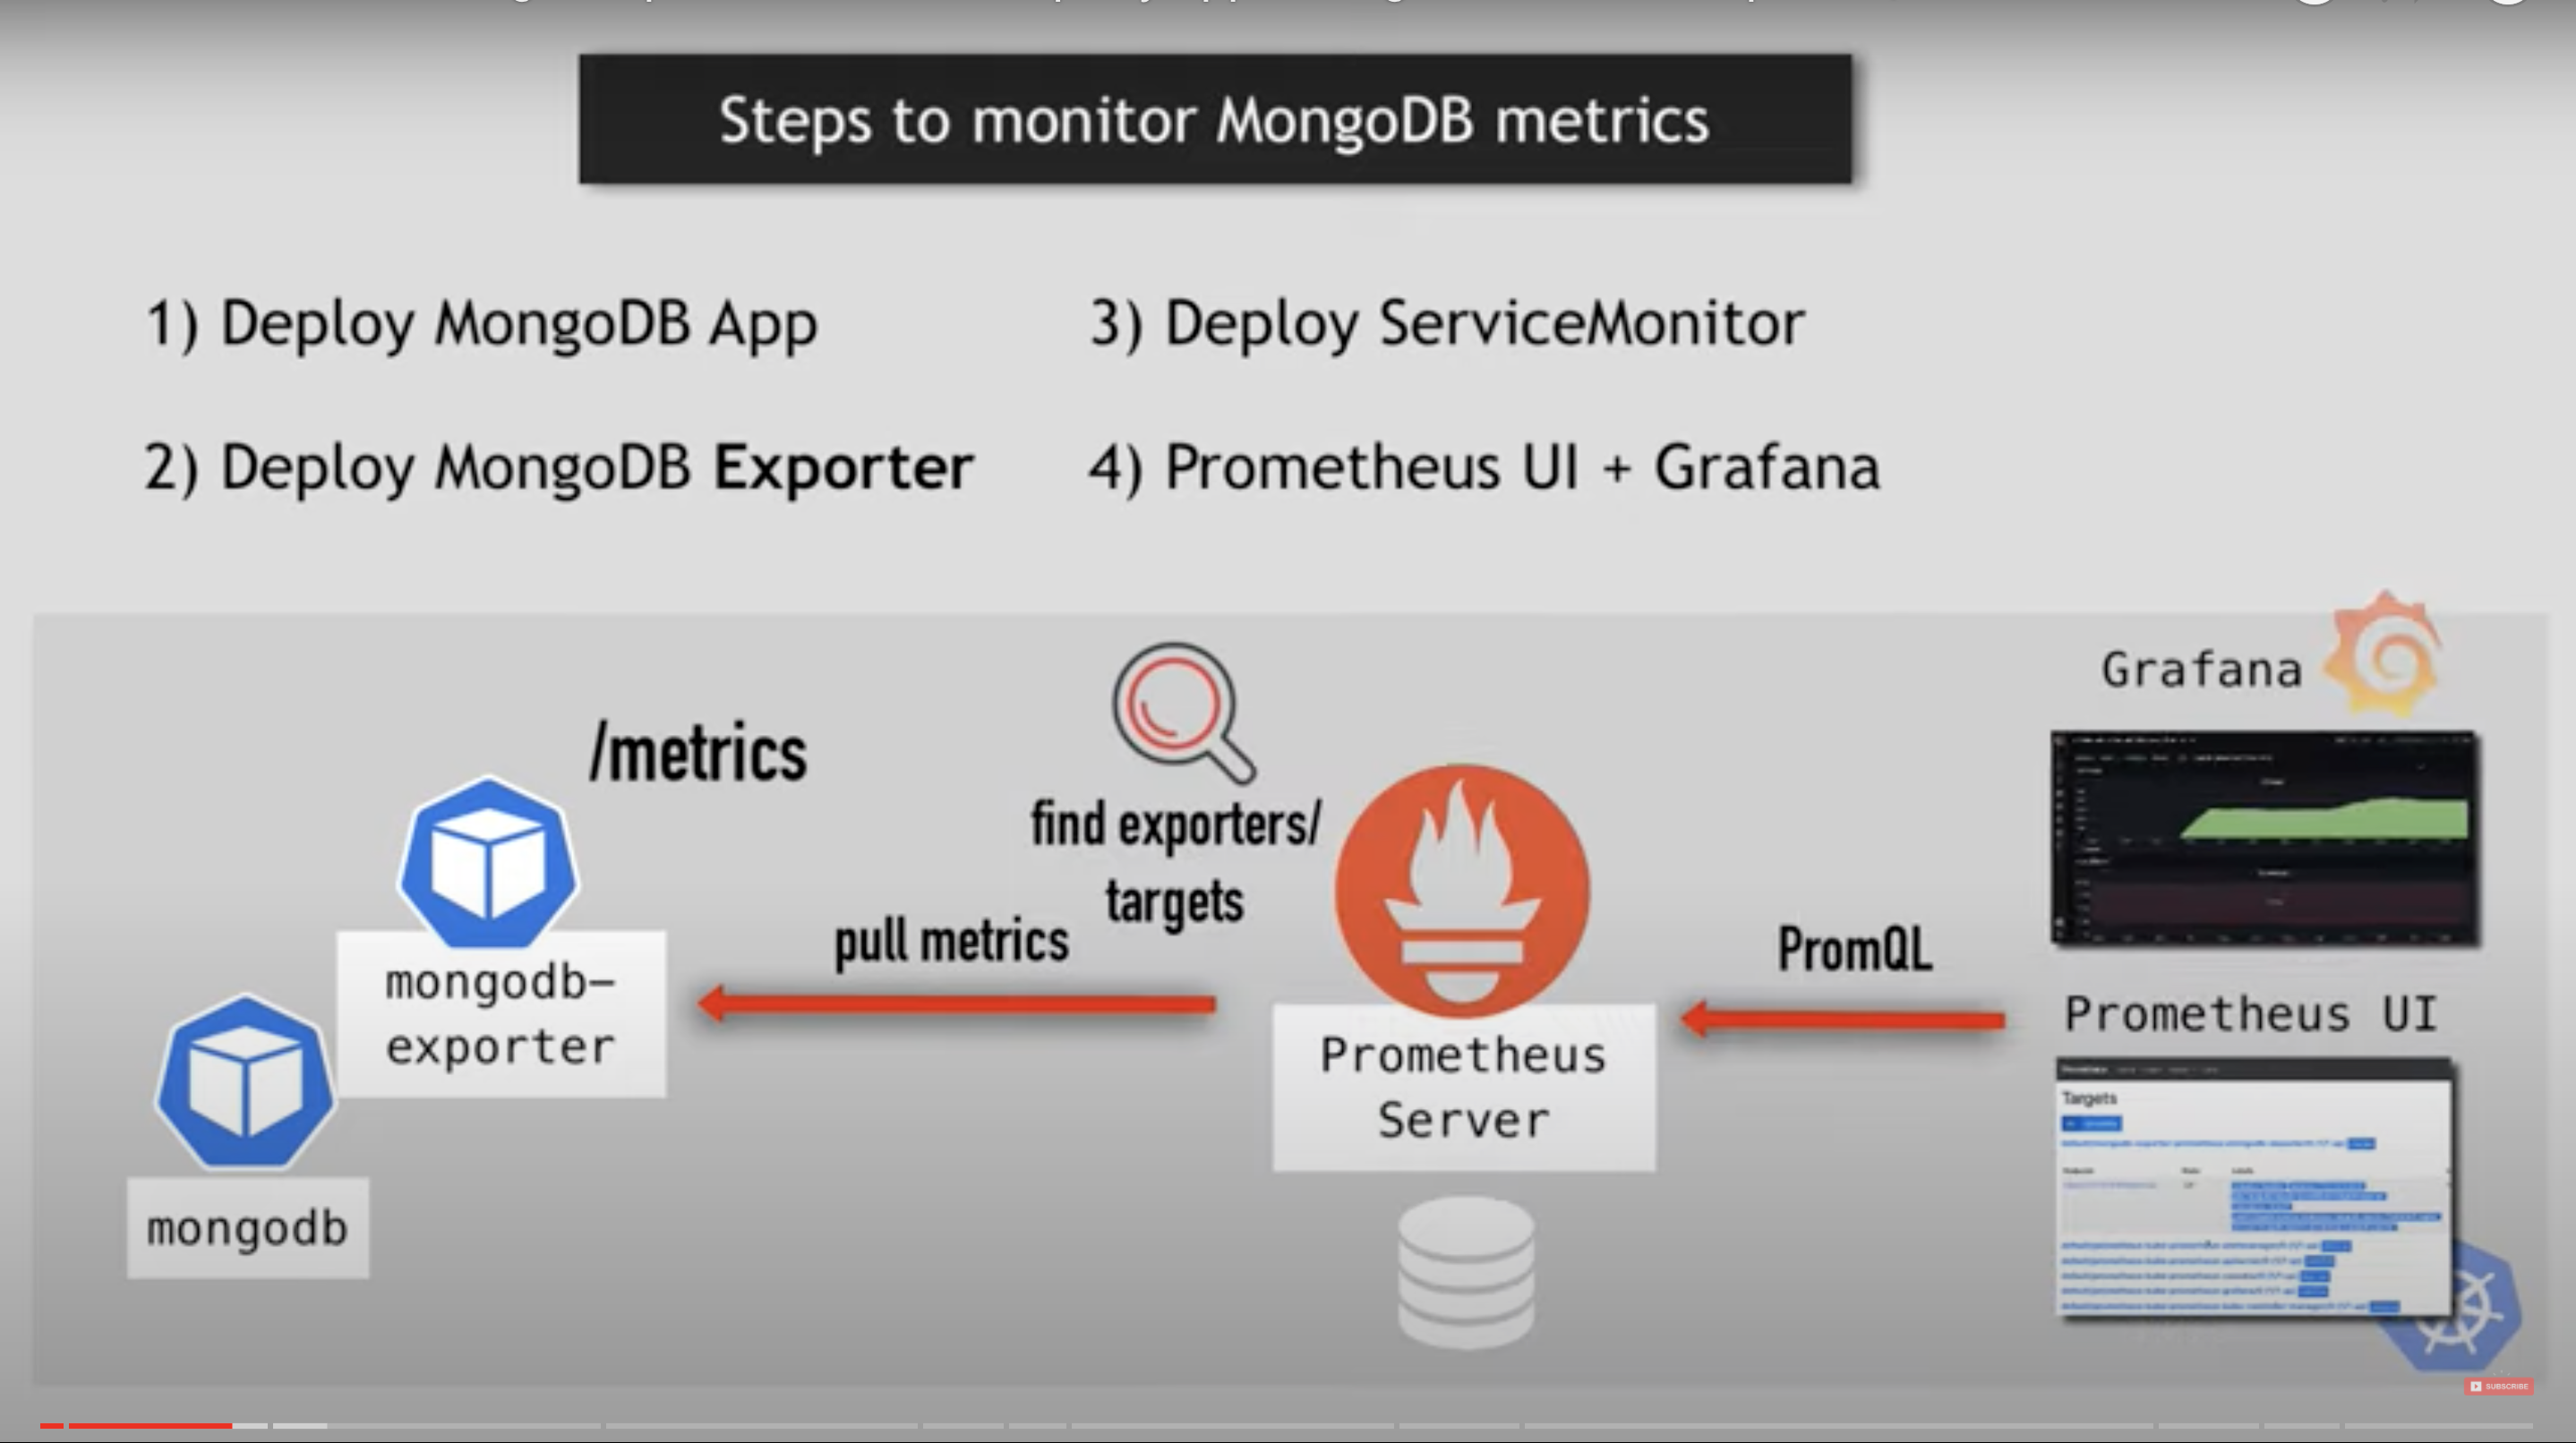 Steps to monitor MongoDB metrics
1) Deploy MongoDB App
2) Deploy MongoDB Exporter
3) Deploy ServiceMonitor
4) Prometheus UI + Grafana
/metrics
find exporters/
targets
pull metrics
PromQL
Grafana
mongodb-
exporter
mongodb
Prometheus
Server
Prometheus UI
Targets
SUBSCRIBE